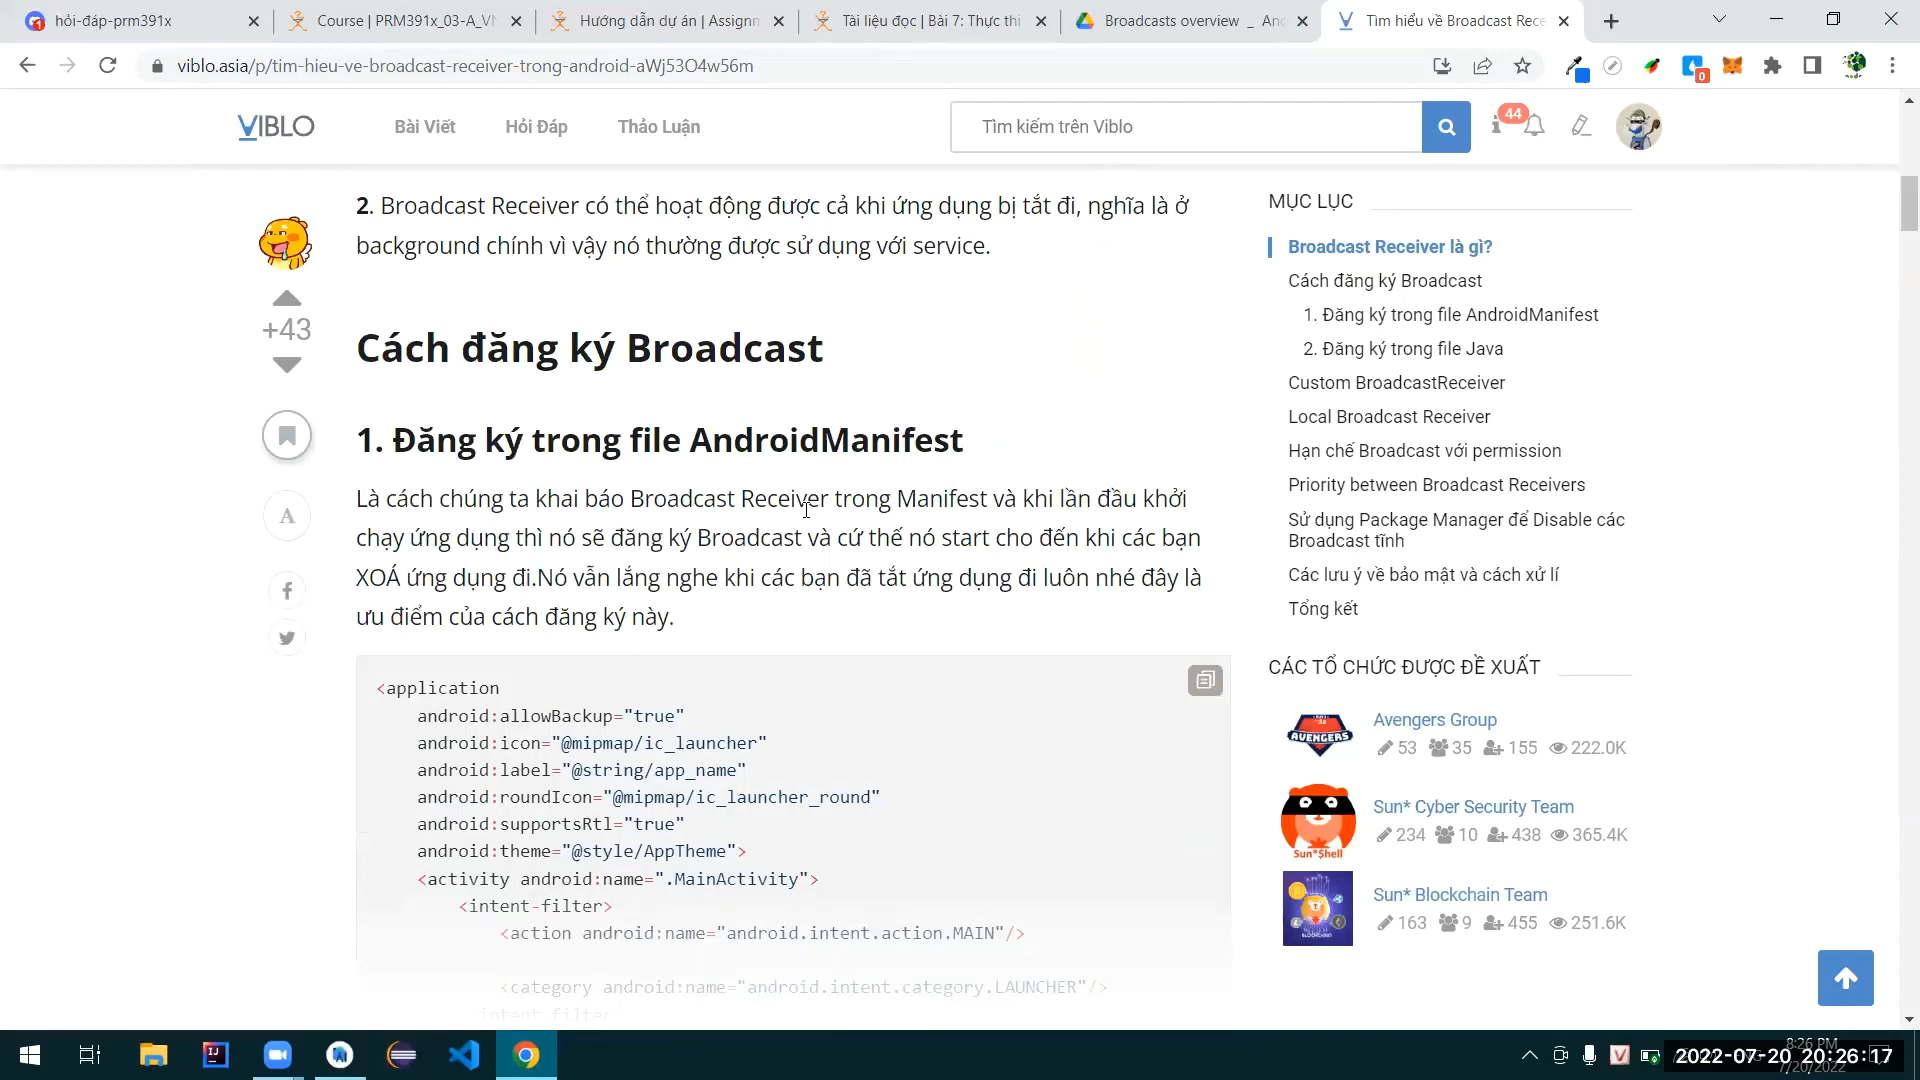 hỏi-đáp-prm391x
Course | PRM391x_03-A_VN
Hướng dẫn dự án | Assignm
Tài liệu đọc | Bài 7: Thực thi
Broadcasts overview _ And
Tìm hiểu về Broadcast Rece
viblo.asia/p/tim-hieu-ve-broadcast-receiver-trong-android-aWj53O4w56m
0
VIBLO
Bài Viết
Hỏi Đáp
Thảo Luận
Tìm kiếm trên Viblo
44
2. Broadcast Receiver có thể hoạt động được cả khi ứng dụng bị tắt đi, nghĩa là ở
background chính vì vậy nó thường được sử dụng với service.
+43
Cách đăng ký Broadcast
1. Đăng ký trong file AndroidManifest
Là cách chúng ta khai báo Broadcast Receiver trong Manifest và khi lần đầu khởi
chạy ứng dụng thì nó sẽ đăng ký Broadcast và cứ thế nó start cho đến khi các bạn
XOÁ ứng dụng đi.Nó vẫn lắng nghe khi các bạn đã tắt ứng dụng đi luôn nhé đây là
ưu điểm của cách đăng ký này.
A
<application
android:allowBackup="true"
android:icon="@mipmap/ic_launcher"
android:label="@string/app_name"
android:roundIcon="@mipmap/ic_launcher_round"
android:supportsRtl="true"
android:theme="@style/AppTheme">
<activity android:name=".MainActivity">
<intent-filter>
<action android:name="android.intent.action.MAIN"/>
<category android:name="android.intent.category.LAUNCHER"/>
intent-filter
MỤC LỤC
Broadcast Receiver là gì?
Cách đăng ký Broadcast
1. Đăng ký trong file AndroidManifest
2. Đăng ký trong file Java
Custom BroadcastReceiver
Local Broadcast Receiver
Hạn chế Broadcast với permission
Priority between Broadcast Receivers
Sử dụng Package Manager để Disable các
Broadcast tĩnh
Các lưu ý về bảo mật và cách xử lí
Tổng kết
CÁC TỔ CHỨC ĐƯỢC ĐỀ XUẤT
AVENGERS
Avengers Group
53 35 155 222.0K
Sun*Shell
Sun* Cyber Security Team
234 10 438 365.4K
BLOCKCHAIN
Sun* Blockchain Team
163 9 455 251.6K
8:26 PM
2022-07-20 20:26:17
7/20/2022